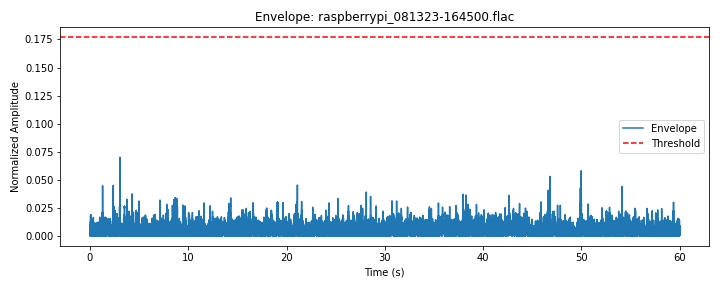 Envelope: raspberrypi_081323-164500.flac
Normalized Amplitude
0.175
0.150
0.125
0.100
0.075
0.050
0.025
0.000
Envelope
Threshold
0 10 20 30 40 50 60
Time (s)